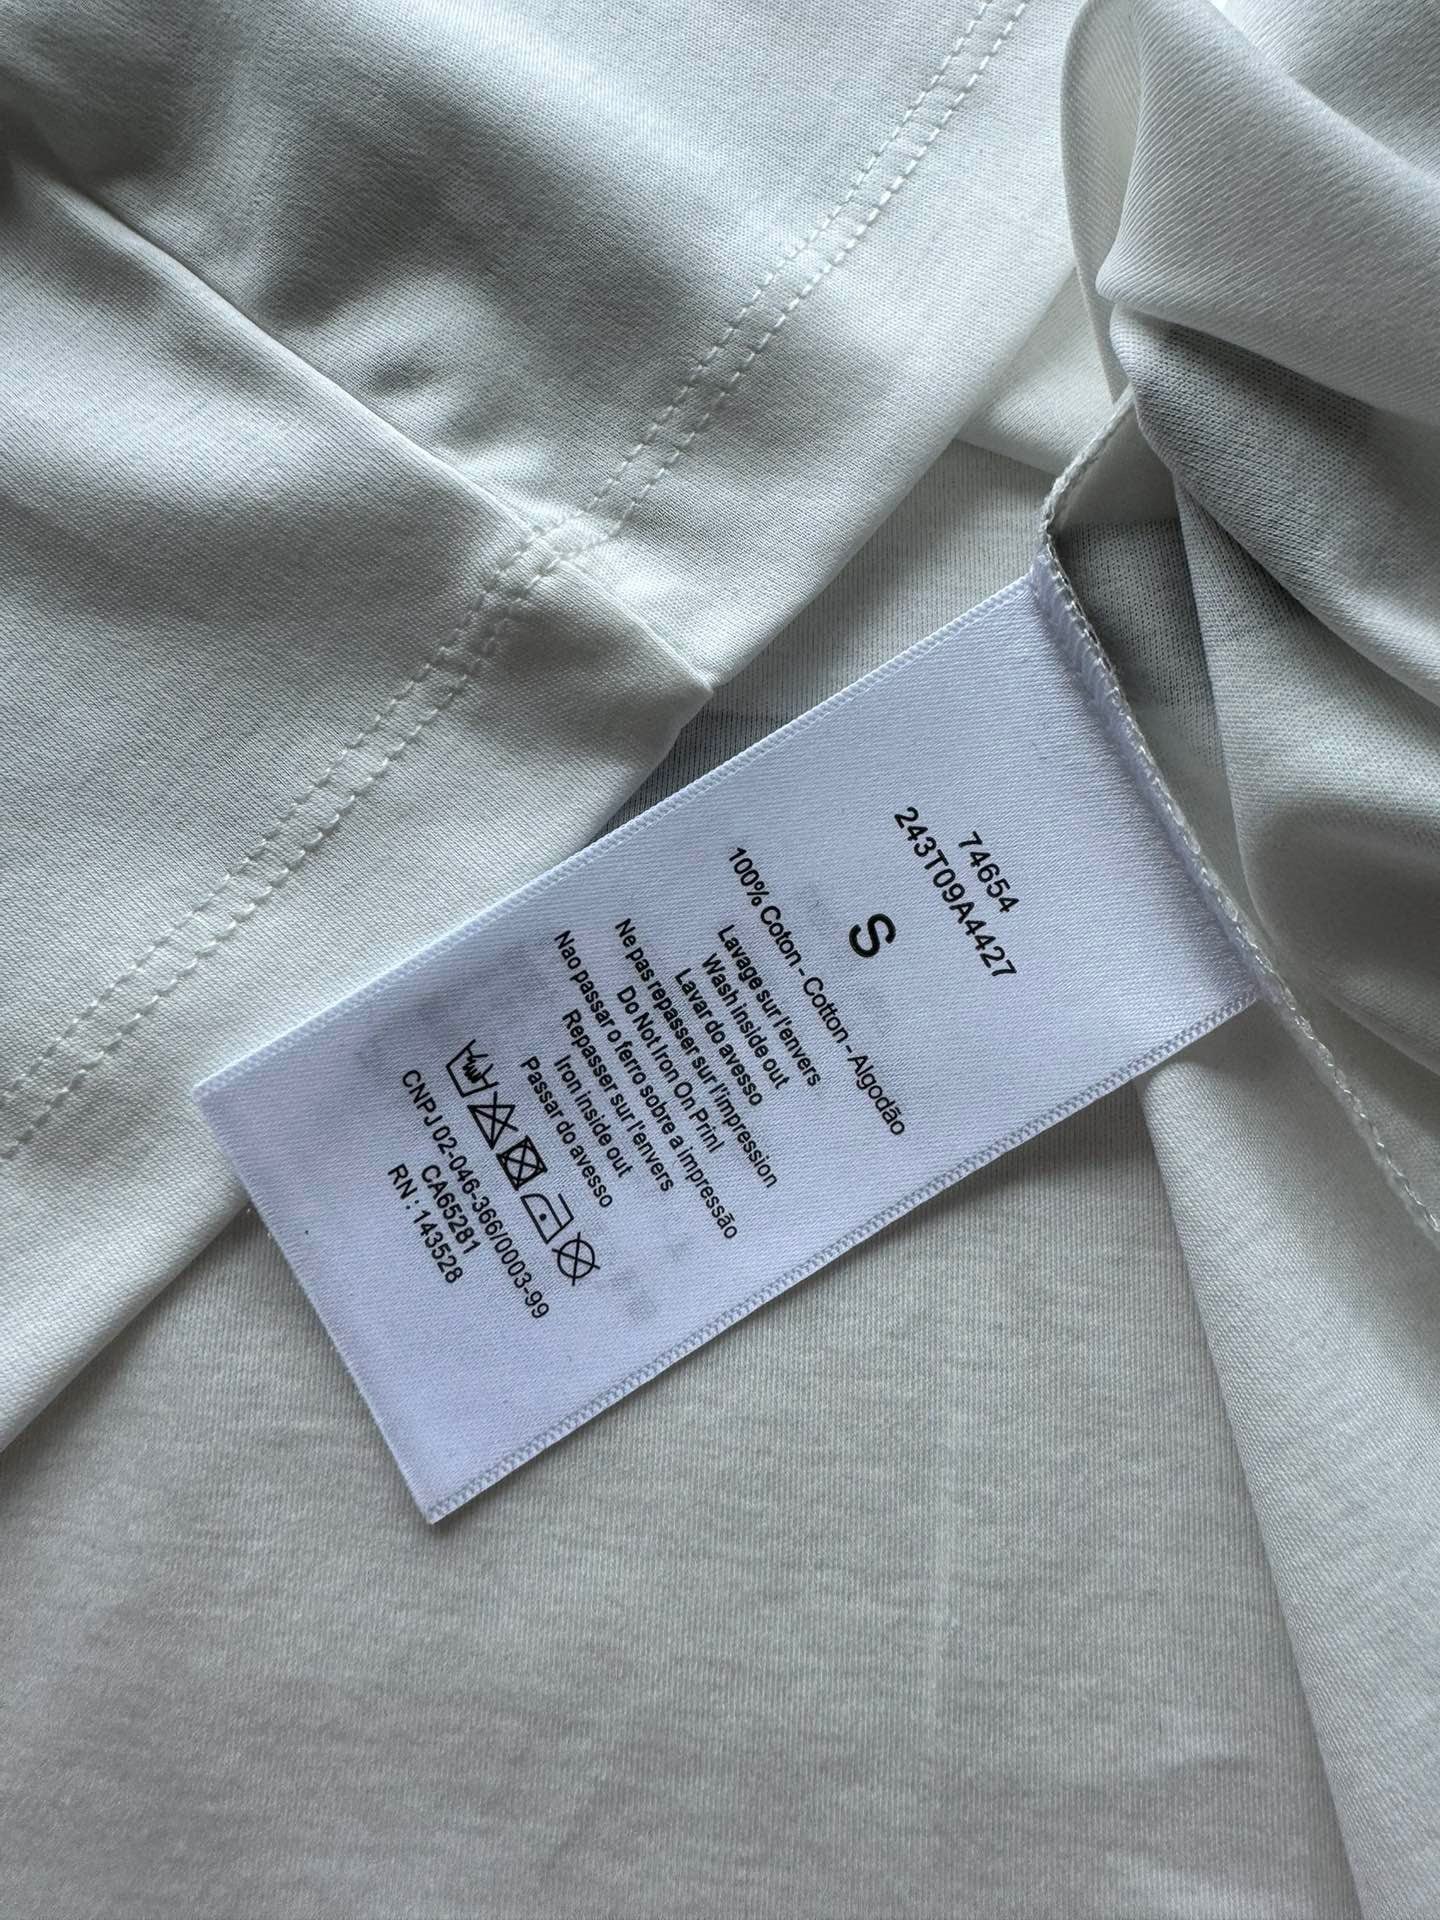 74654
243T09A4427
S
100% Coton - Cotton - Algodão
Lavage sur l'envers
Wash inside out
Lavar do avesso
Ne pas repasser sur l'impression
Do Not Iron On Prinl
Nao passar o ferro sobre a impressão
Repasser sur l'envers
Iron inside out
Passar do avesso
CNPJ 02-046-366/0003-99
CA65281
RN : 143528